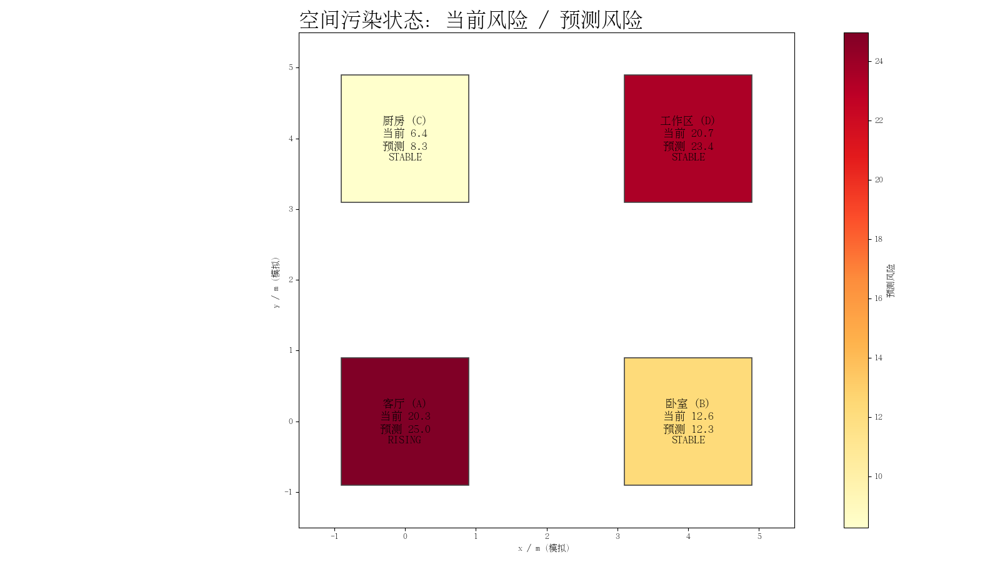 空间污染状态: 当前风险 / 预测风险
5
4
3
2
1
0
-1
y / m (模拟)
厨房 (C)
当前 6.4
预测 8.3
STABLE
工作区 (D)
当前 20.7
预测 23.4
STABLE
客厅 (A)
当前 20.3
预测 25.0
RISING
卧室 (B)
当前 12.6
预测 12.3
STABLE
-1
0
1
2
3
4
5
x / m (模拟)
24
22
20
18
16
14
12
10
预测风险